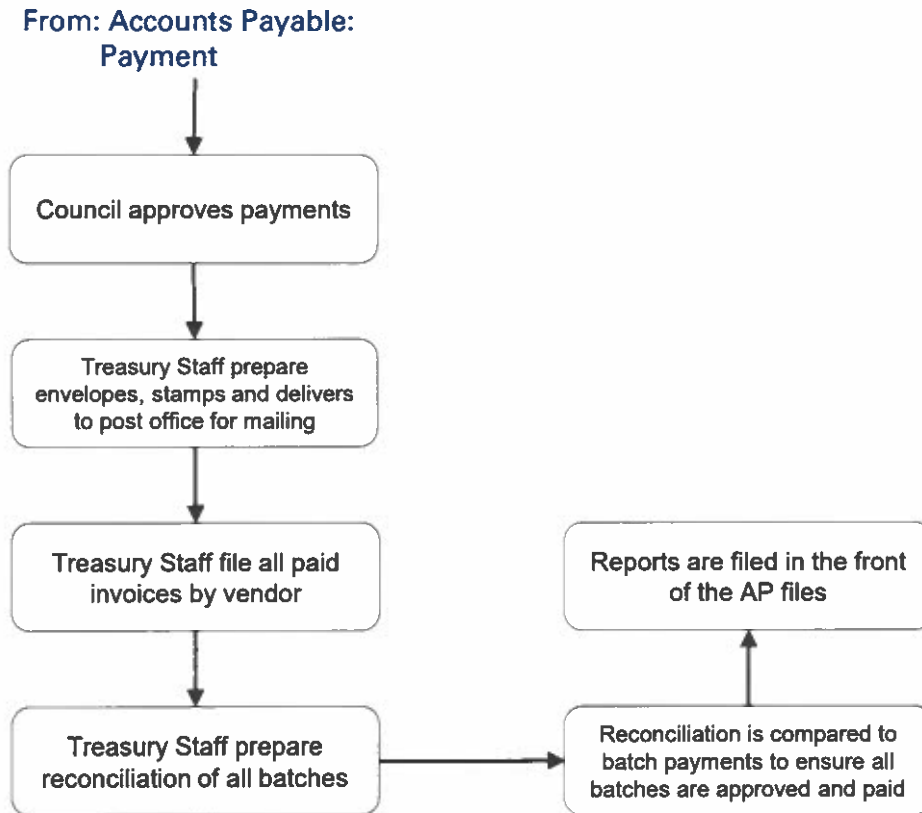 From: Accounts Payable:
Payment
Council approves payments
Treasury Staff prepare
envelopes, stamps and delivers
to post office for mailing
Treasury Staff file all paid
invoices by vendor
Treasury Staff prepare
reconciliation of all batches
Reconciliation is compared to
batch payments to ensure all
batches are approved and paid
Reports are filed in the front
of the AP files